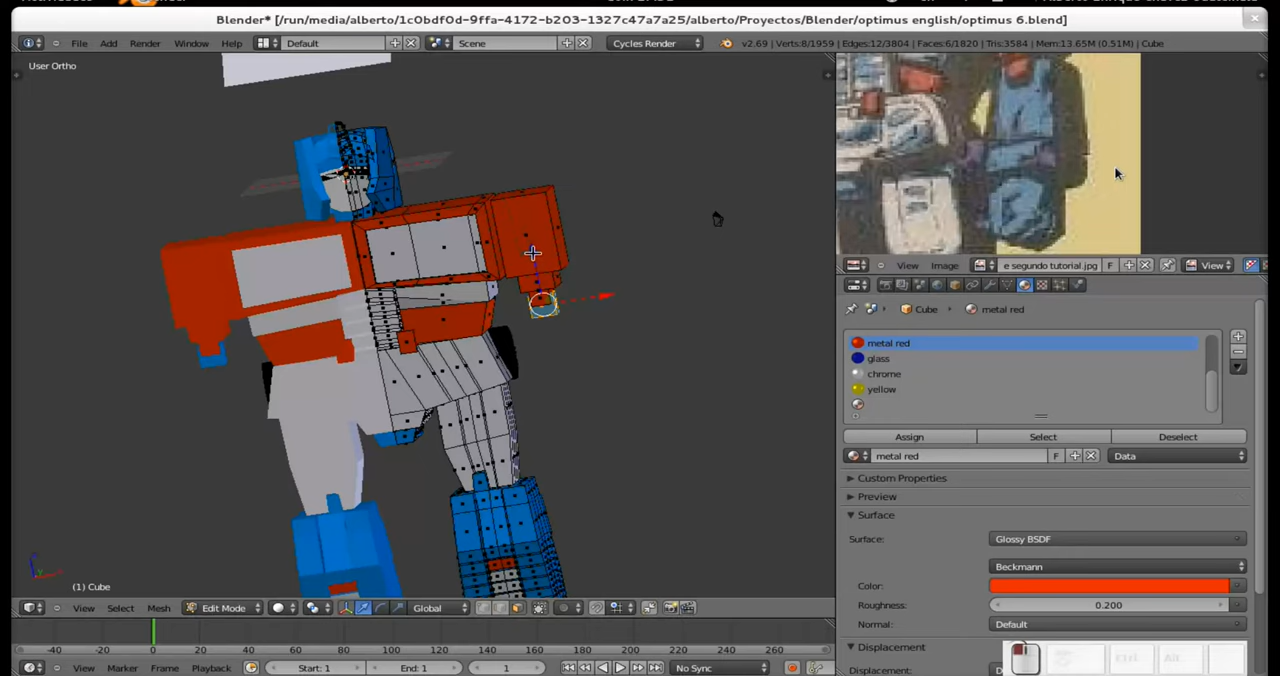 Blender* [/run/media/alberto/1c0bdf0d-9ffa-4172-b203-1327c47a7a25/alberto/Proyectos/Blender/optimus english/optimus 6.blend]
File Add Render Window Help Default Scene Cycles Render v2.69 | Verts:8/1959 | Edges:12/3804 | Faces:6/1820 | Tris:3584 | Mem:13.65M (0.51M) | Cube
User Ortho
View Image e segundo tutorial.jpg F View
Cube metal red
metal red
glass
chrome
yellow
Assign Select Deselect
metal red F Data
Custom Properties
Preview
Surface
Surface: Glossy BSDF
Beckmann
Color:
Roughness: 0.200
Normal: Default
Displacement
Displacement:
(1) Cube
View Select Mesh Edit Mode Global
-40 -20 0 20 40 60 80 100 120 140 160 180 200 220 240 260
View Marker Frame Playback Start: 1 End: 1 1 No Sync
Ctrl Alt